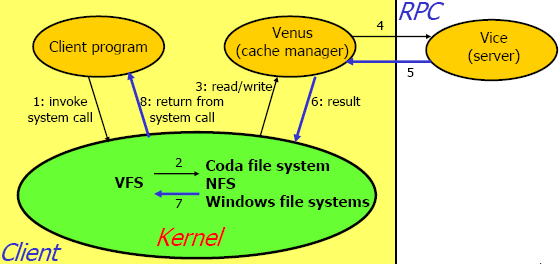 RPC
Client program
Venus
(cache manager)
4
Vice
(server)
5
1: invoke
system call
8: return from
system call
3: read/write
6: result
VFS
2
7
Coda file system
NFS
Windows file systems
Kernel
Client